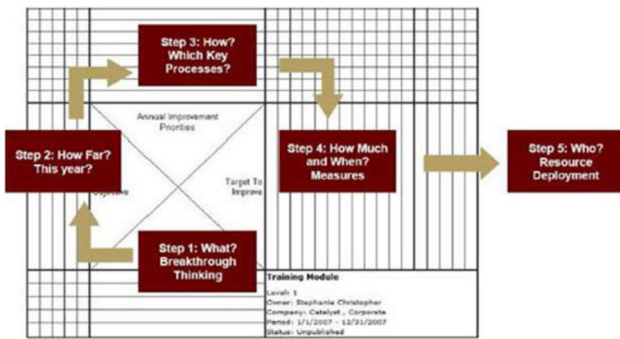 Step 3: How?
Which Key
Processes?
Annual Improvement
Priorities
Step 2: How Far?
This year?
Step 4: How Much
and When?
Measures
Step 5: Who?
Resource
Deployment
Target To
Improve
Step 1: What?
Breakthrough
Thinking
Training Module
Level: 1
Owner: Stephanie Christopher
Company: Catalyst , Corporate
Period: 1/1/2007 - 12/31/2007
Status: Unpublished